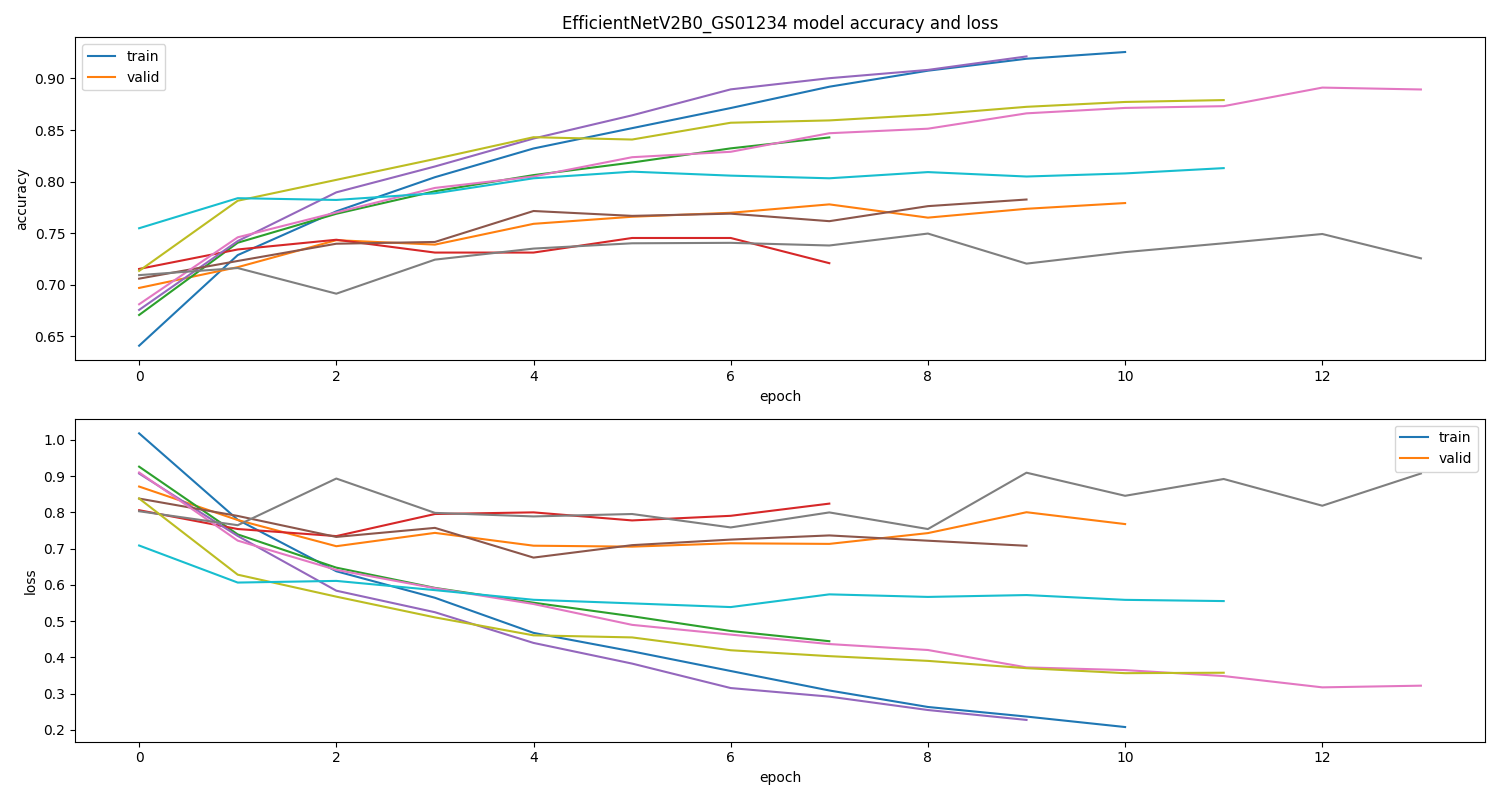 EfficientNetV2B0_GS01234 model accuracy and loss
train
valid
0.90
0.85
0.80
0.75
0.70
0.65
accuracy
0 2 4 6 8 10 12
epoch
train
valid
1.0
0.9
0.8
0.7
0.6
0.5
0.4
0.3
0.2
loss
0 2 4 6 8 10 12
epoch